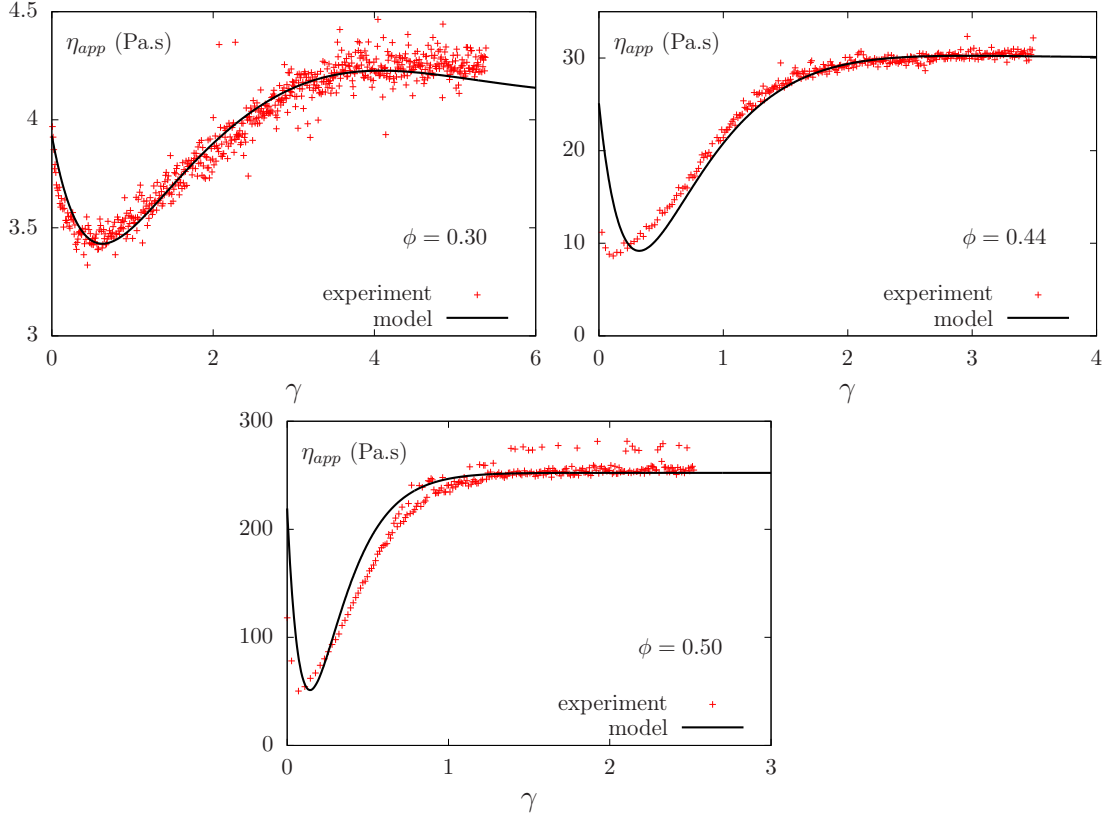 4.5
η_app (Pa.s)
4
3.5
ϕ = 0.30
experiment
model
3
0 2 4 6
γ
40
η_app (Pa.s)
30
20
10
ϕ = 0.44
experiment
model
0
0 1 2 3 4
γ
300
η_app (Pa.s)
200
100
ϕ = 0.50
experiment
model
0
0 1 2 3
γ